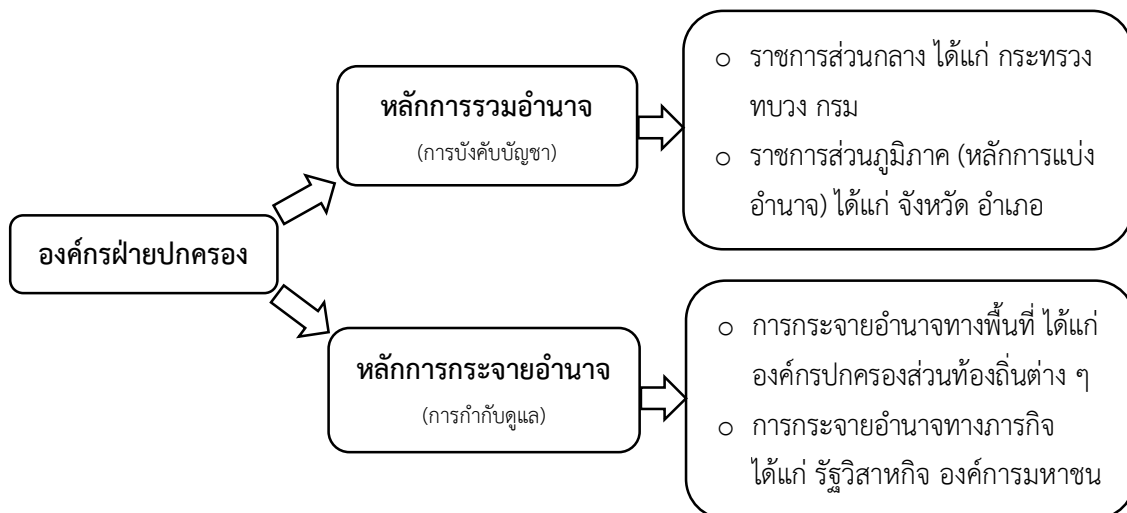 องค์กรฝ่ายปกครอง
หลักการรวมอำนาจ
(การบังคับบัญชา)
o ราชการส่วนกลาง ได้แก่ กระทรวง
ทบวง กรม
o ราชการส่วนภูมิภาค (หลักการแบ่ง
อำนาจ) ได้แก่ จังหวัด อำเภอ
หลักการกระจายอำนาจ
(การกำกับดูแล)
o การกระจายอำนาจทางพื้นที่ ได้แก่
องค์กรปกครองส่วนท้องถิ่นต่าง ๆ
o การกระจายอำนาจทางภารกิจ
ได้แก่ รัฐวิสาหกิจ องค์การมหาชน